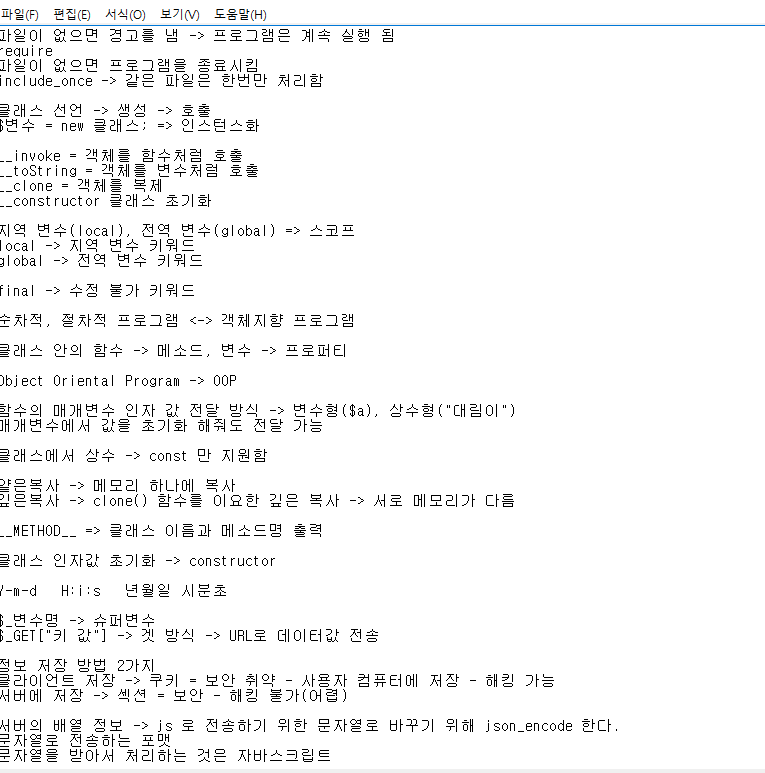 파일(F) 편집(E) 서식(O) 보기(V) 도움말(H)
파일이 없으면 경고를 냄 -> 프로그램은 계속 실행 됨
require
파일이 없으면 프로그램을 종료시킴
include_once -> 같은 파일은 한번만 처리함
클래스 선언 -> 생성 -> 호출
$변수 = new 클래스; => 인스턴스화
__invoke = 객체를 함수처럼 호출
__toString = 객체를 변수처럼 호출
__clone = 객체를 복제
__constructor 클래스 초기화
지역 변수(local), 전역 변수(global) => 스코프
local -> 지역 변수 키워드
global -> 전역 변수 키워드
final -> 수정 불가 키워드
순차적, 절차적 프로그램 <-> 객체지향 프로그램
클래스 안의 함수 -> 메소드, 변수 -> 프로퍼티
Object Oriental Program -> OOP
함수의 매개변수 인자 값 전달 방식 -> 변수형($a), 상수형("대림이")
매개변수에서 값을 초기화 해줘도 전달 가능
클래스에서 상수 -> const 만 지원함
얕은복사 -> 메모리 하나에 복사
깊은복사 -> clone() 함수를 이요한 깊은 복사 -> 서로 메모리가 다름
__METHOD__ => 클래스 이름과 메소드명 출력
클래스 인자값 초기화 -> constructor
Y-m-d H:i:s 년월일 시분초
$_변수명 -> 슈퍼변수
$_GET["키 값"] -> 겟 방식 -> URL로 데이터값 전송
정보 저장 방법 2가지
클라이언트 저장 -> 쿠키 = 보안 취약 - 사용자 컴퓨터에 저장 - 해킹 가능
서버에 저장 -> 섹션 = 보안 - 해킹 불가(어렵)
서버의 배열 정보 -> js 로 전송하기 위한 문자열로 바꾸기 위해 json_encode 한다.
문자열로 전송하는 포맷
문자열을 받아서 처리하는 것은 자바스크립트